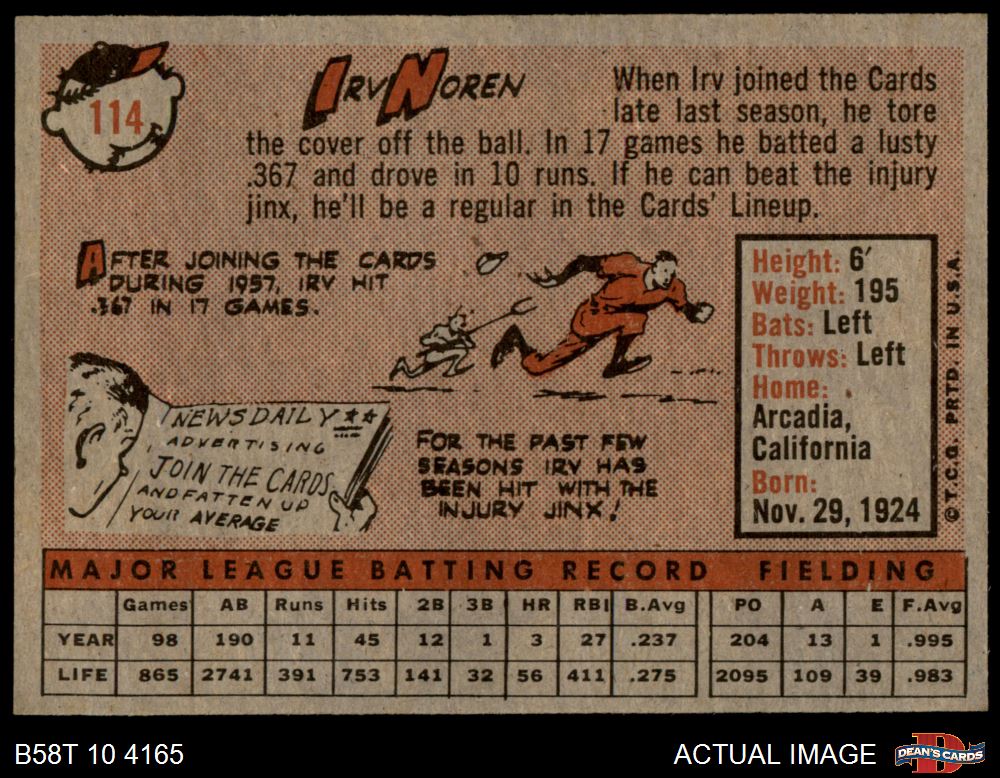 114
IRV NOREN
When Irv joined the Cards
late last season, he tore
the cover off the ball. In 17 games he batted a lusty
.367 and drove in 10 runs. If he can beat the injury
jinx, he'll be a regular in the Cards' Lineup.
AFTER JOINING THE CARDS
DURING 1957, IRV HIT
.367 IN 17 GAMES.
NEWS DAILY
ADVERTISING
JOIN THE CARDS
AND FATTEN UP
YOUR AVERAGE
FOR THE PAST FEW
SEASONS IRV HAS
BEEN HIT WITH THE
INJURY JINX!
Height: 6'
Weight: 195
Bats: Left
Throws: Left
Home:
Arcadia,
California
Born:
Nov. 29, 1924
© T.C.G. PRTD. IN U.S.A.
MAJOR LEAGUE BATTING RECORD FIELDING
Games AB Runs Hits 2B 3B HR RBI B.Avg PO A E F.Avg
YEAR 98 190 11 45 12 1 3 27 .237 204 13 1 .995
LIFE 865 2741 391 753 141 32 56 411 .275 2095 109 39 .983
B58T 10 4165
ACTUAL IMAGE
DEAN'S CARDS